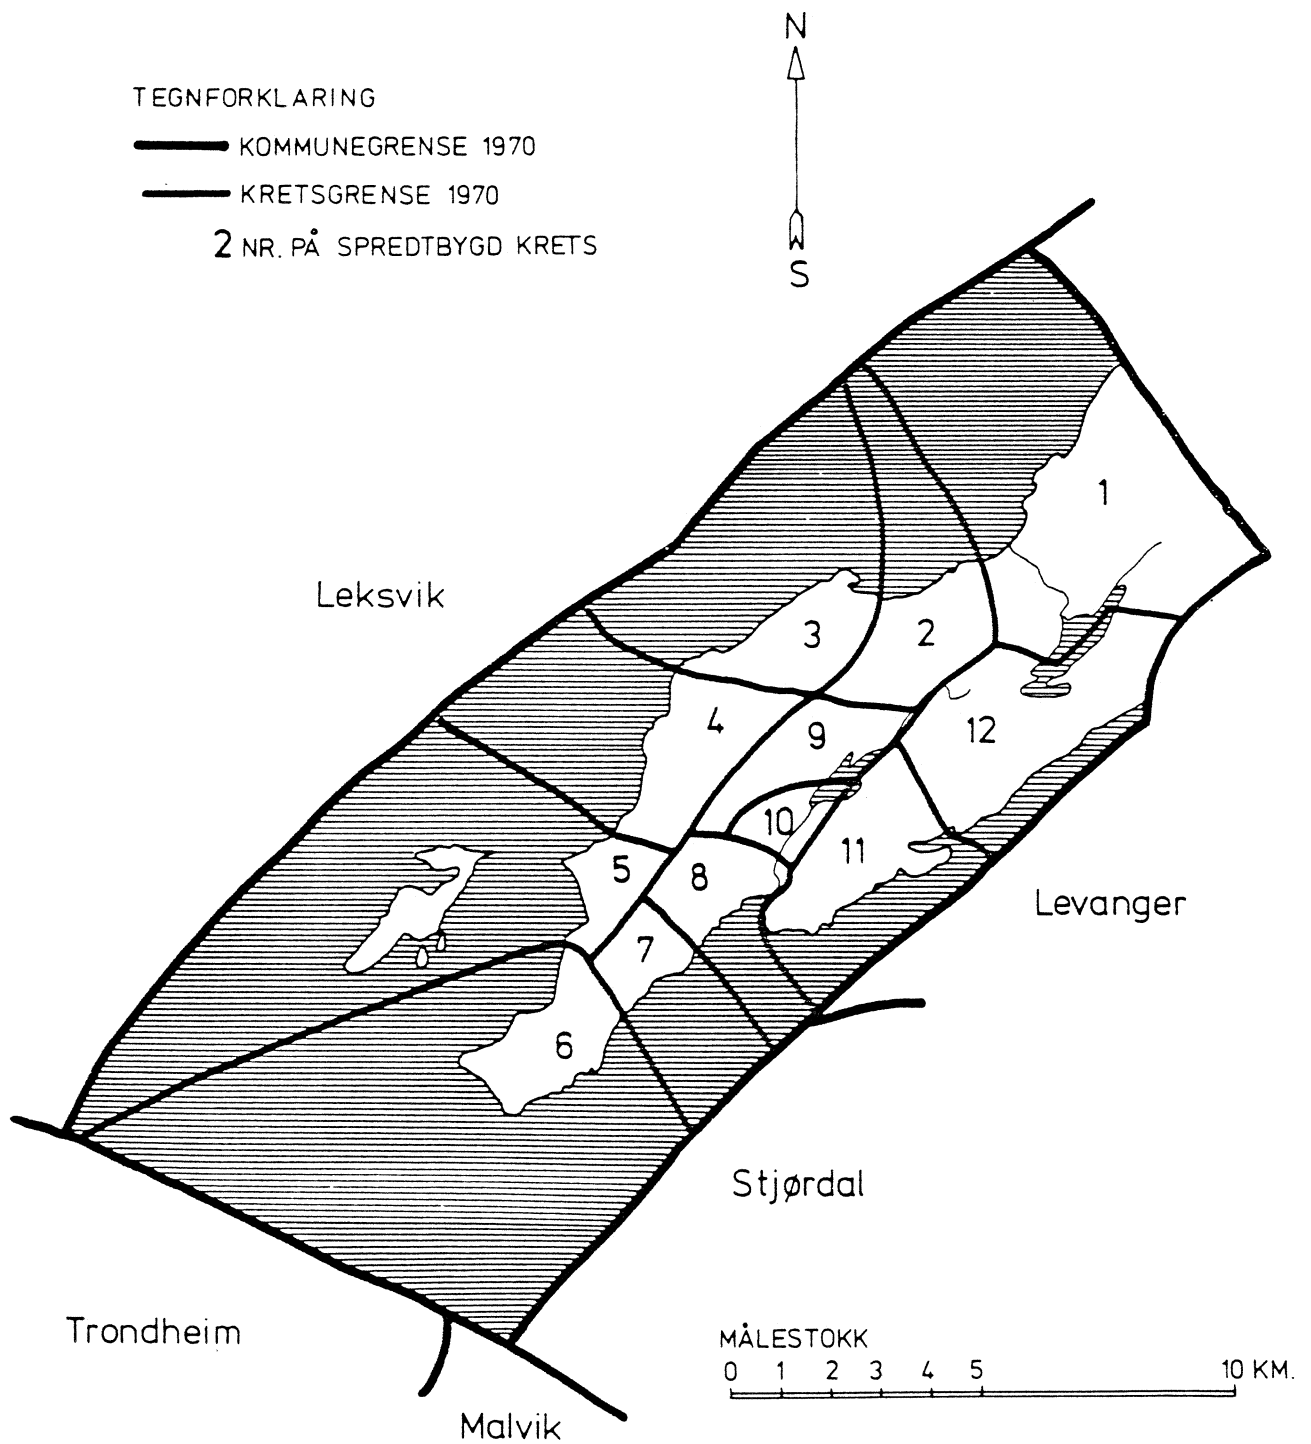 N
TEGNFORKLARING
KOMMUNEGRENSE 1970
KRETSGRENSE 1970
2 NR. PÅ SPREDTBYGD KRETS
S
1
Leksvik
3
2
4
9
12
10
5
8
11
Levanger
7
6
Stjørdal
Trondheim
MÅLESTOKK
0 1 2 3 4 5 10 KM.
Malvik